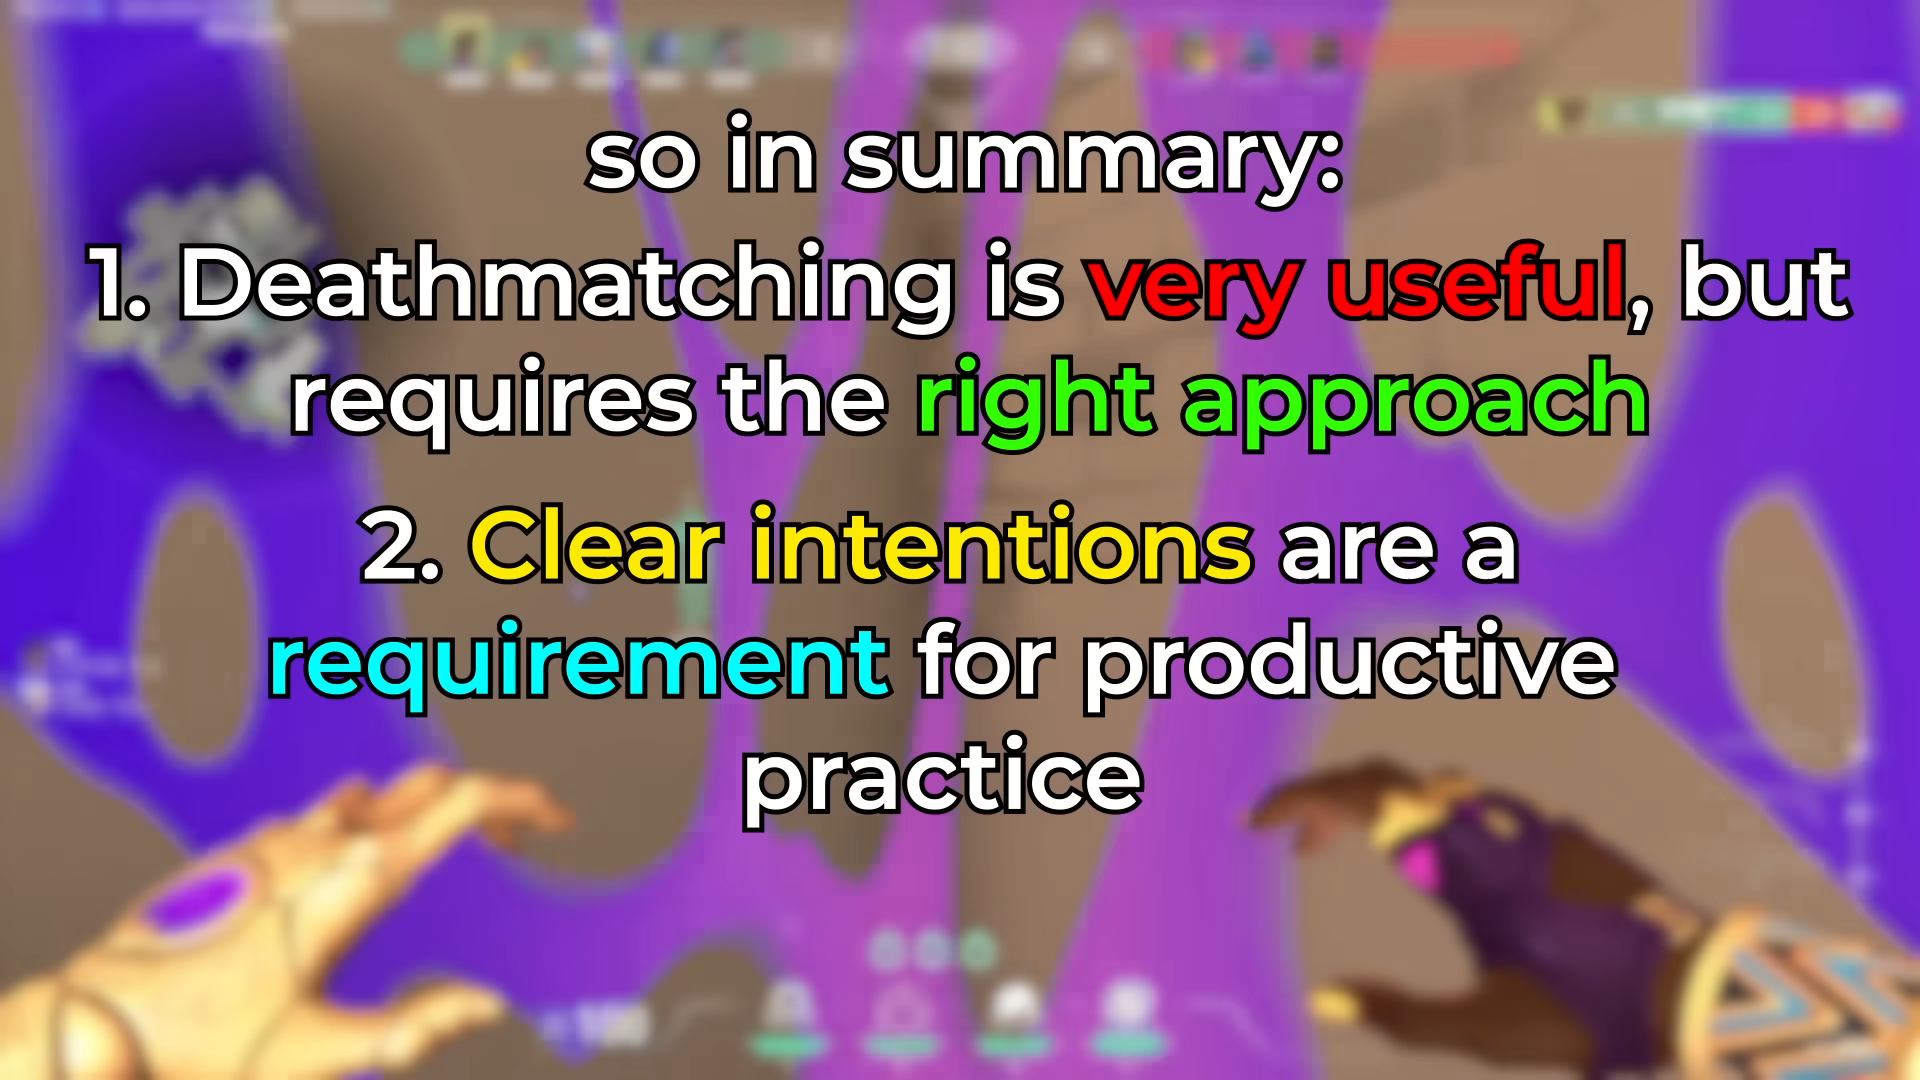 so in summary:
1. Deathmatching is very useful, but
requires the right approach
2. Clear intentions are a
requirement for productive
practice